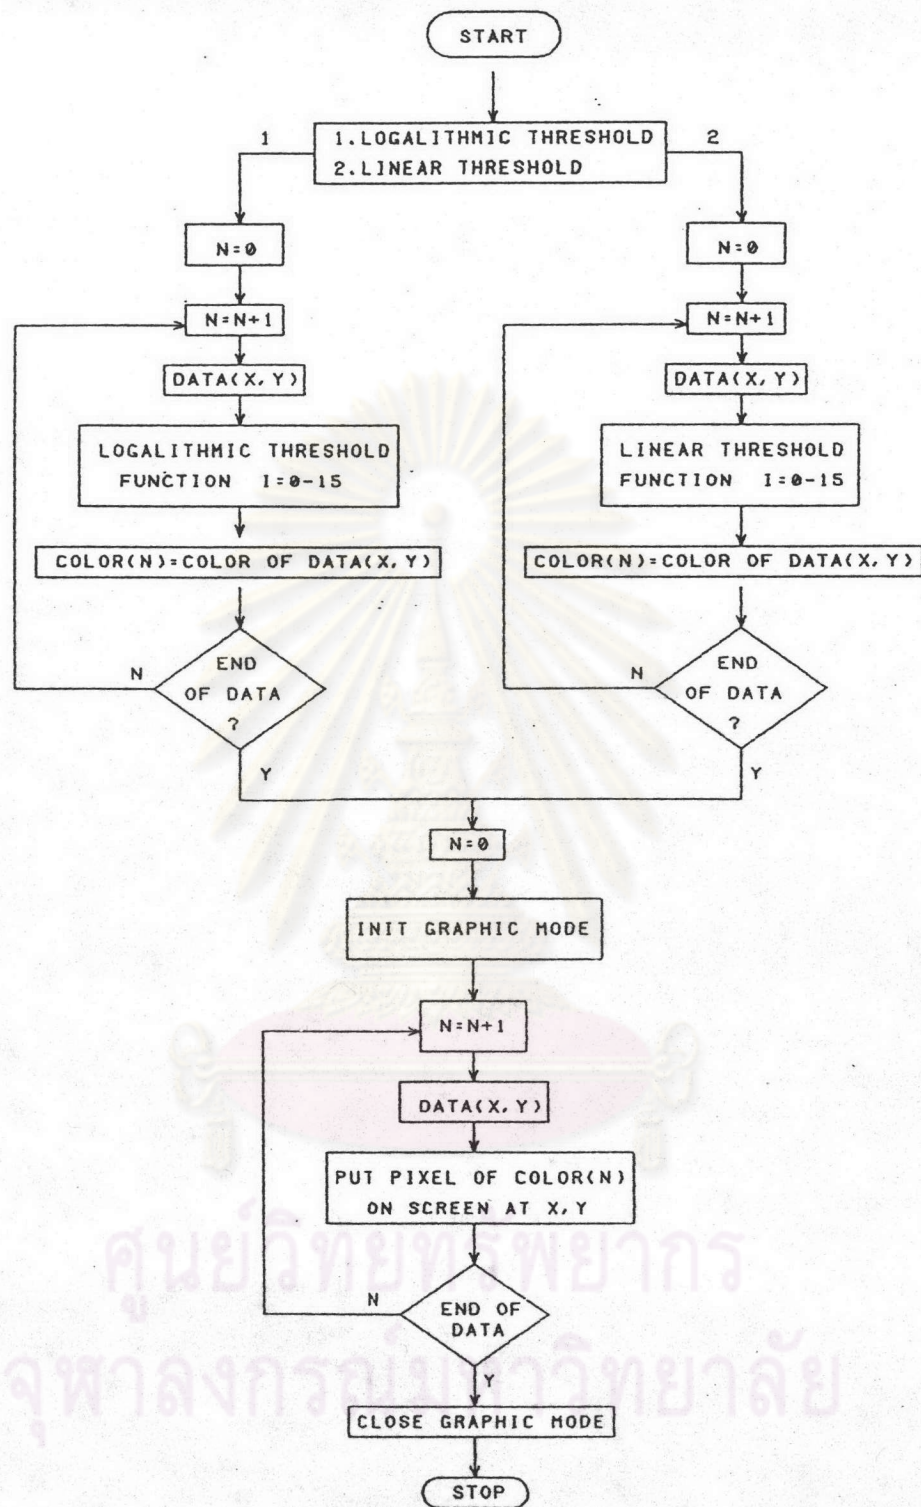 START
1.LOGALITHMIC THRESHOLD
2.LINEAR THRESHOLD
1
2
N=0
N=N+1
DATA(X,Y)
LOGALITHMIC THRESHOLD
FUNCTION I=0-15
COLOR(N)=COLOR OF DATA(X,Y)
END
OF DATA
?
N
Y
N=0
N=N+1
DATA(X,Y)
LINEAR THRESHOLD
FUNCTION I=0-15
COLOR(N)=COLOR OF DATA(X,Y)
END
OF DATA
?
N
Y
N=0
INIT GRAPHIC MODE
N=N+1
DATA(X,Y)
PUT PIXEL OF COLOR(N)
ON SCREEN AT X,Y
END OF
DATA
N
Y
CLOSE GRAPHIC MODE
STOP
ศูนย์วิทยทรัพยากร
จุฬาลงกรณ์มหาวิทยาลัย